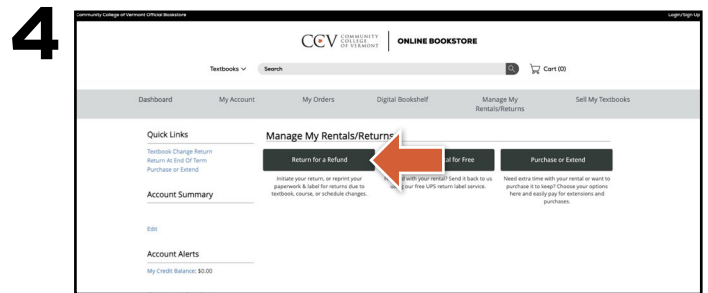 4
Community College of Vermont Official Bookstore
Login/Sign Up
CCV COMMUNITY COLLEGE OF VERMONT
ONLINE BOOKSTORE
Textbooks
Search
Cart (0)
Dashboard
My Account
My Orders
Digital Bookshelf
Manage My
Rentals/Returns
Sell My Textbooks
Quick Links
Textbook Change Return
Return At End Of Term
Purchase or Extend
Account Summary
Edit
Account Alerts
My Credit Balance: $0.00
Manage My Rentals/Returns
Return for a Refund
Initiate your return, or reprint your
paperwork & label for returns due to
textbook, course, or schedule changes.
for Free
with your rental? Send it back to us
our free UPS return label service.
Purchase or Extend
Need extra time with your rental or want to
purchase it to keep? Choose your options
here and easily pay for extensions and
purchases.